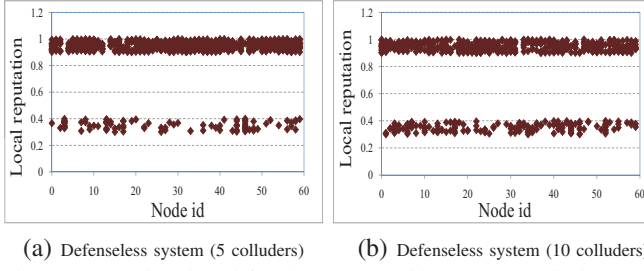 1.2
1
0.8
0.6
0.4
0.2
0
Local reputation
0 10 20 30 40 50 60
Node id
(a) Defenseless system (5 colluders)
1.2
1
0.8
0.6
0.4
0.2
0
Local reputation
0 10 20 30 40 50 60
Node id
(b) Defenseless system (10 colluders)